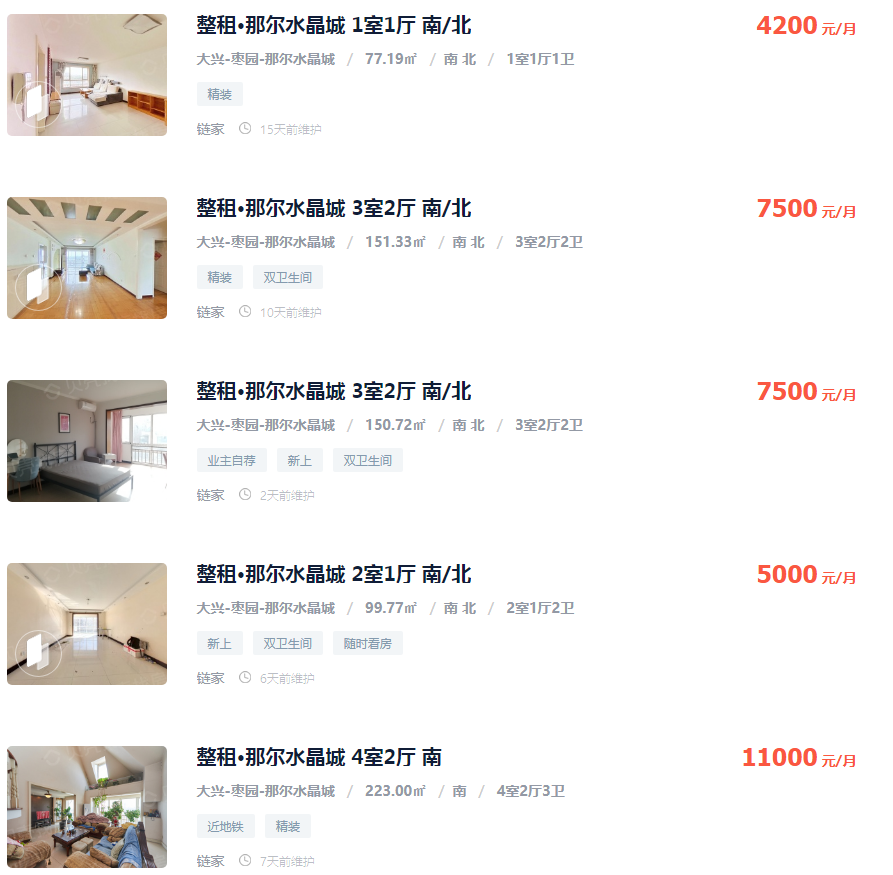 整租·那尔水晶城 1室1厅 南/北
4200 元/月
大兴-枣园-那尔水晶城 / 77.19㎡ / 南 北 / 1室1厅1卫
精装
链家 15天前维护
整租·那尔水晶城 3室2厅 南/北
7500 元/月
大兴-枣园-那尔水晶城 / 151.33㎡ / 南 北 / 3室2厅2卫
精装 双卫生间
链家 10天前维护
整租·那尔水晶城 3室2厅 南/北
7500 元/月
大兴-枣园-那尔水晶城 / 150.72㎡ / 南 北 / 3室2厅2卫
业主自荐 新上 双卫生间
链家 2天前维护
整租·那尔水晶城 2室1厅 南/北
5000 元/月
大兴-枣园-那尔水晶城 / 99.77㎡ / 南 北 / 2室1厅2卫
新上 双卫生间 随时看房
链家 6天前维护
整租·那尔水晶城 4室2厅 南
11000 元/月
大兴-枣园-那尔水晶城 / 223.00㎡ / 南 / 4室2厅3卫
近地铁 精装
链家 7天前维护